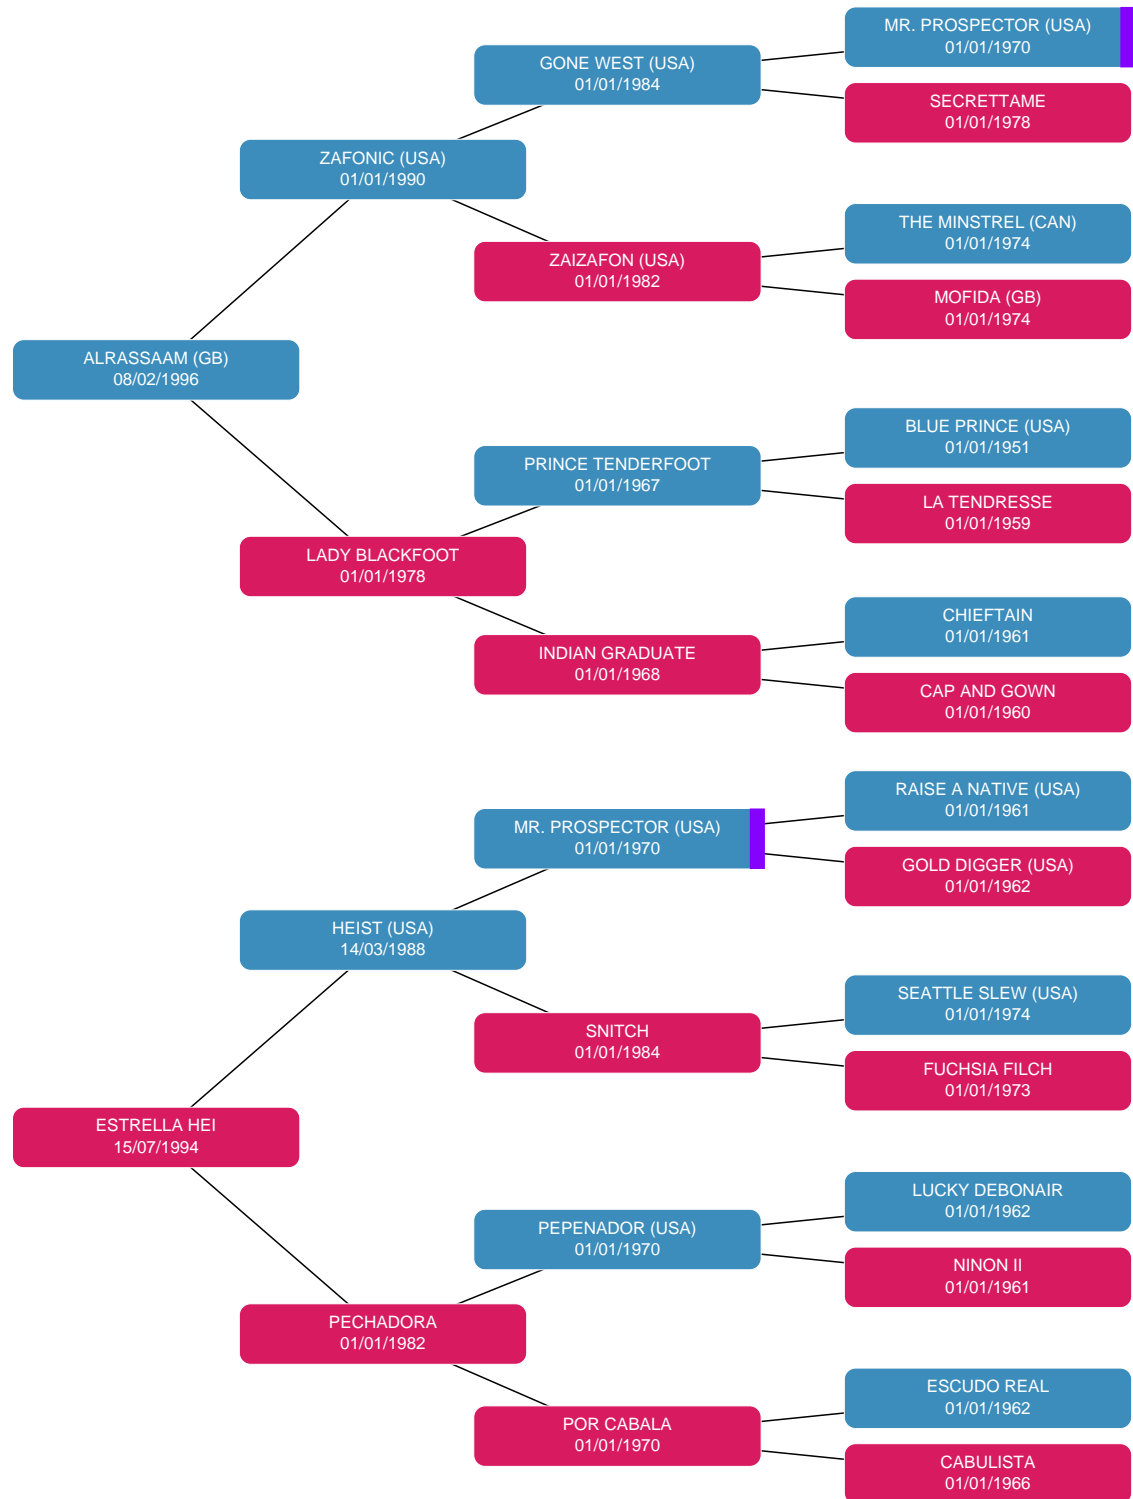 MR. PROSPECTOR (USA)
01/01/1970
GONE WEST (USA)
01/01/1984
SECRETTAME
01/01/1978
ZAFONIC (USA)
01/01/1990
THE MINSTREL (CAN)
01/01/1974
ZAIZAFON (USA)
01/01/1982
MOFIDA (GB)
01/01/1974
ALRASSAAM (GB)
08/02/1996
BLUE PRINCE (USA)
01/01/1951
PRINCE TENDERFOOT
01/01/1967
LA TENDRESSE
01/01/1959
LADY BLACKFOOT
01/01/1978
CHIEFTAIN
01/01/1961
INDIAN GRADUATE
01/01/1968
CAP AND GOWN
01/01/1960
RAISE A NATIVE (USA)
01/01/1961
MR. PROSPECTOR (USA)
01/01/1970
GOLD DIGGER (USA)
01/01/1962
HEIST (USA)
14/03/1988
SEATTLE SLEW (USA)
01/01/1974
SNITCH
01/01/1984
FUCHSIA FILCH
01/01/1973
ESTRELLA HEI
15/07/1994
LUCKY DEBONAIR
01/01/1962
PEPENADOR (USA)
01/01/1970
NINON II
01/01/1961
PECHADORA
01/01/1982
ESCUDO REAL
01/01/1962
POR CABALA
01/01/1970
CABULISTA
01/01/1966